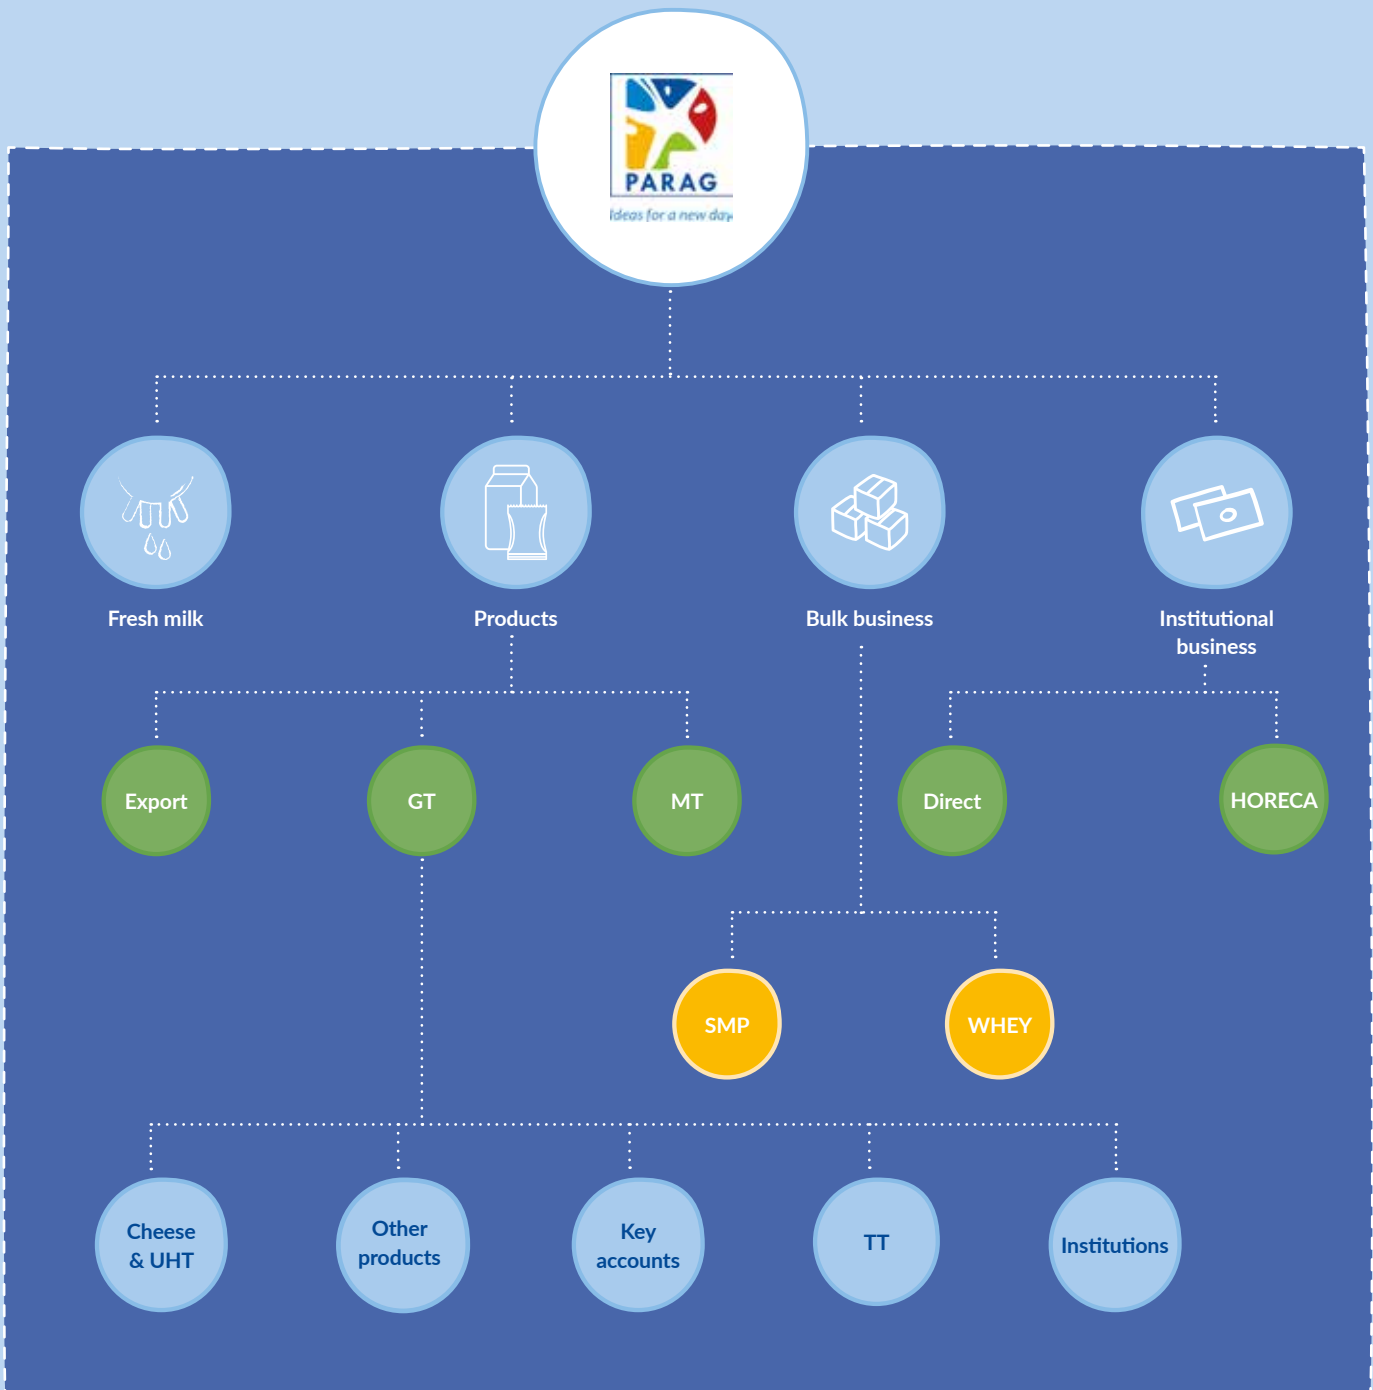 PARAG
Ideas for a new day
Fresh milk
Products
Bulk business
Institutional
business
Export
GT
MT
Direct
HORECA
SMP
WHEY
Cheese
& UHT
Other
products
Key
accounts
TT
Institutions